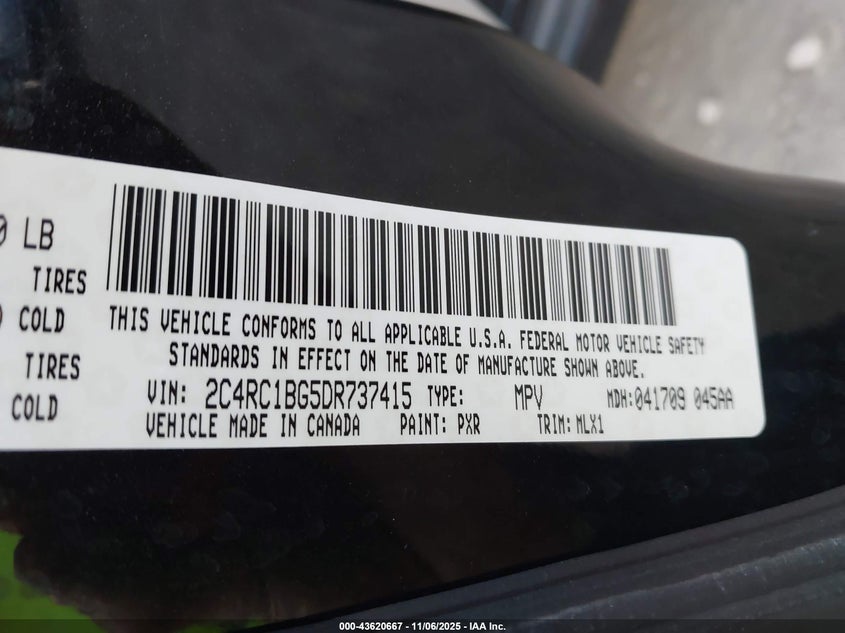 0 LB
TIRES
COLD
TIRES
COLD
THIS VEHICLE CONFORMS TO ALL APPLICABLE U.S.A. FEDERAL MOTOR VEHICLE SAFETY
STANDARDS IN EFFECT ON THE DATE OF MANUFACTURE SHOWN ABOVE.
VIN: 2C4RC1BG5DR737415 TYPE: MPV MDH: 041709 045AA
VEHICLE MADE IN CANADA PAINT: PXR TRIM: MLX1
000-43620667 - 11/06/2025 - IAA Inc.